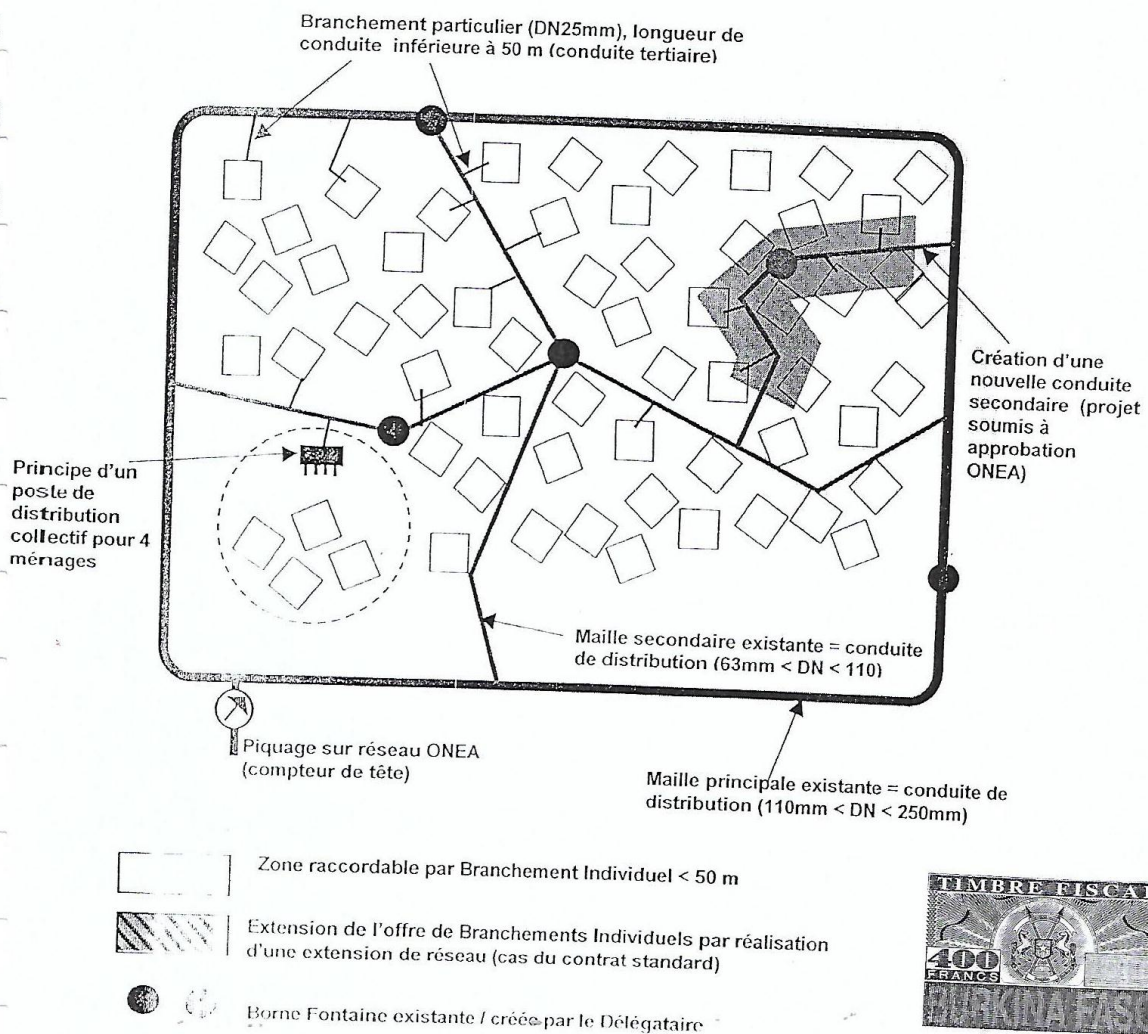 Branchement particulier (DN25mm), longueur de
conduite inférieure à 50 m (conduite tertiaire)
Création d'une
nouvelle conduite
secondaire (projet
soumis à
approbation
ONEA)
Principe d'un
poste de
distribution
collectif pour 4
ménages
Maille secondaire existante = conduite
de distribution (63mm < DN < 110)
Piquage sur réseau ONEA
(compteur de tête)
Maille principale existante = conduite de
distribution (110mm < DN < 250mm)
Zone raccordable par Branchement Individuel < 50 m
Extension de l'offre de Branchements Individuels par réalisation
d'une extension de réseau (cas du contrat standard)
Borne Fontaine existante / créée par le Délégataire
TIMBRE FISCAL
400
FRANCS
BURKINA FASO